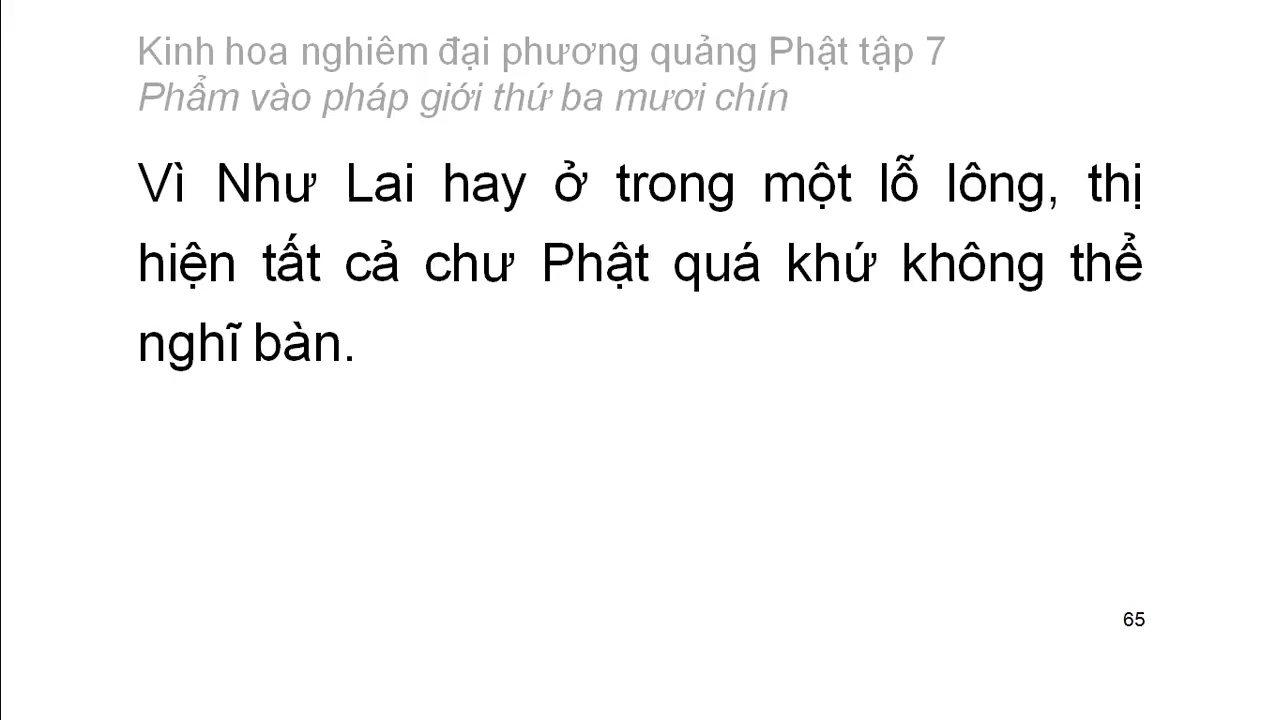 Kinh hoa nghiêm đại phương quảng Phật tập 7
Phẩm vào pháp giới thứ ba mươi chín
Vì Như Lai hay ở trong một lỗ lông, thị
hiện tất cả chư Phật quá khứ không thể
nghĩ bàn.
65